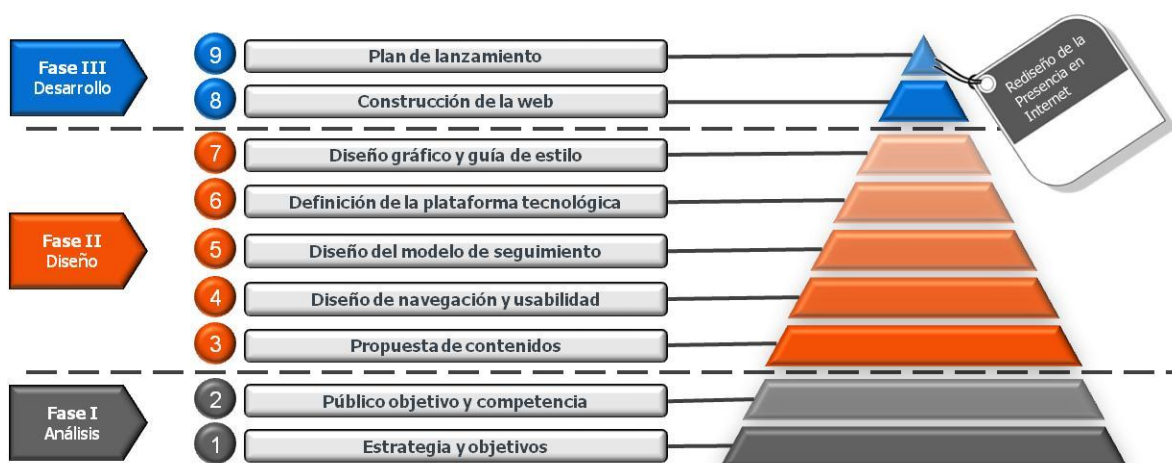 Fase III
Desarrollo
9
Plan de lanzamiento
8
Construcción de la web
Rediseño de la
Presencia en
Internet
Fase II
Diseño
7
Diseño gráfico y guía de estilo
6
Definición de la plataforma tecnológica
5
Diseño del modelo de seguimiento
4
Diseño de navegación y usabilidad
3
Propuesta de contenidos
Fase I
Análisis
2
Público objetivo y competencia
1
Estrategia y objetivos